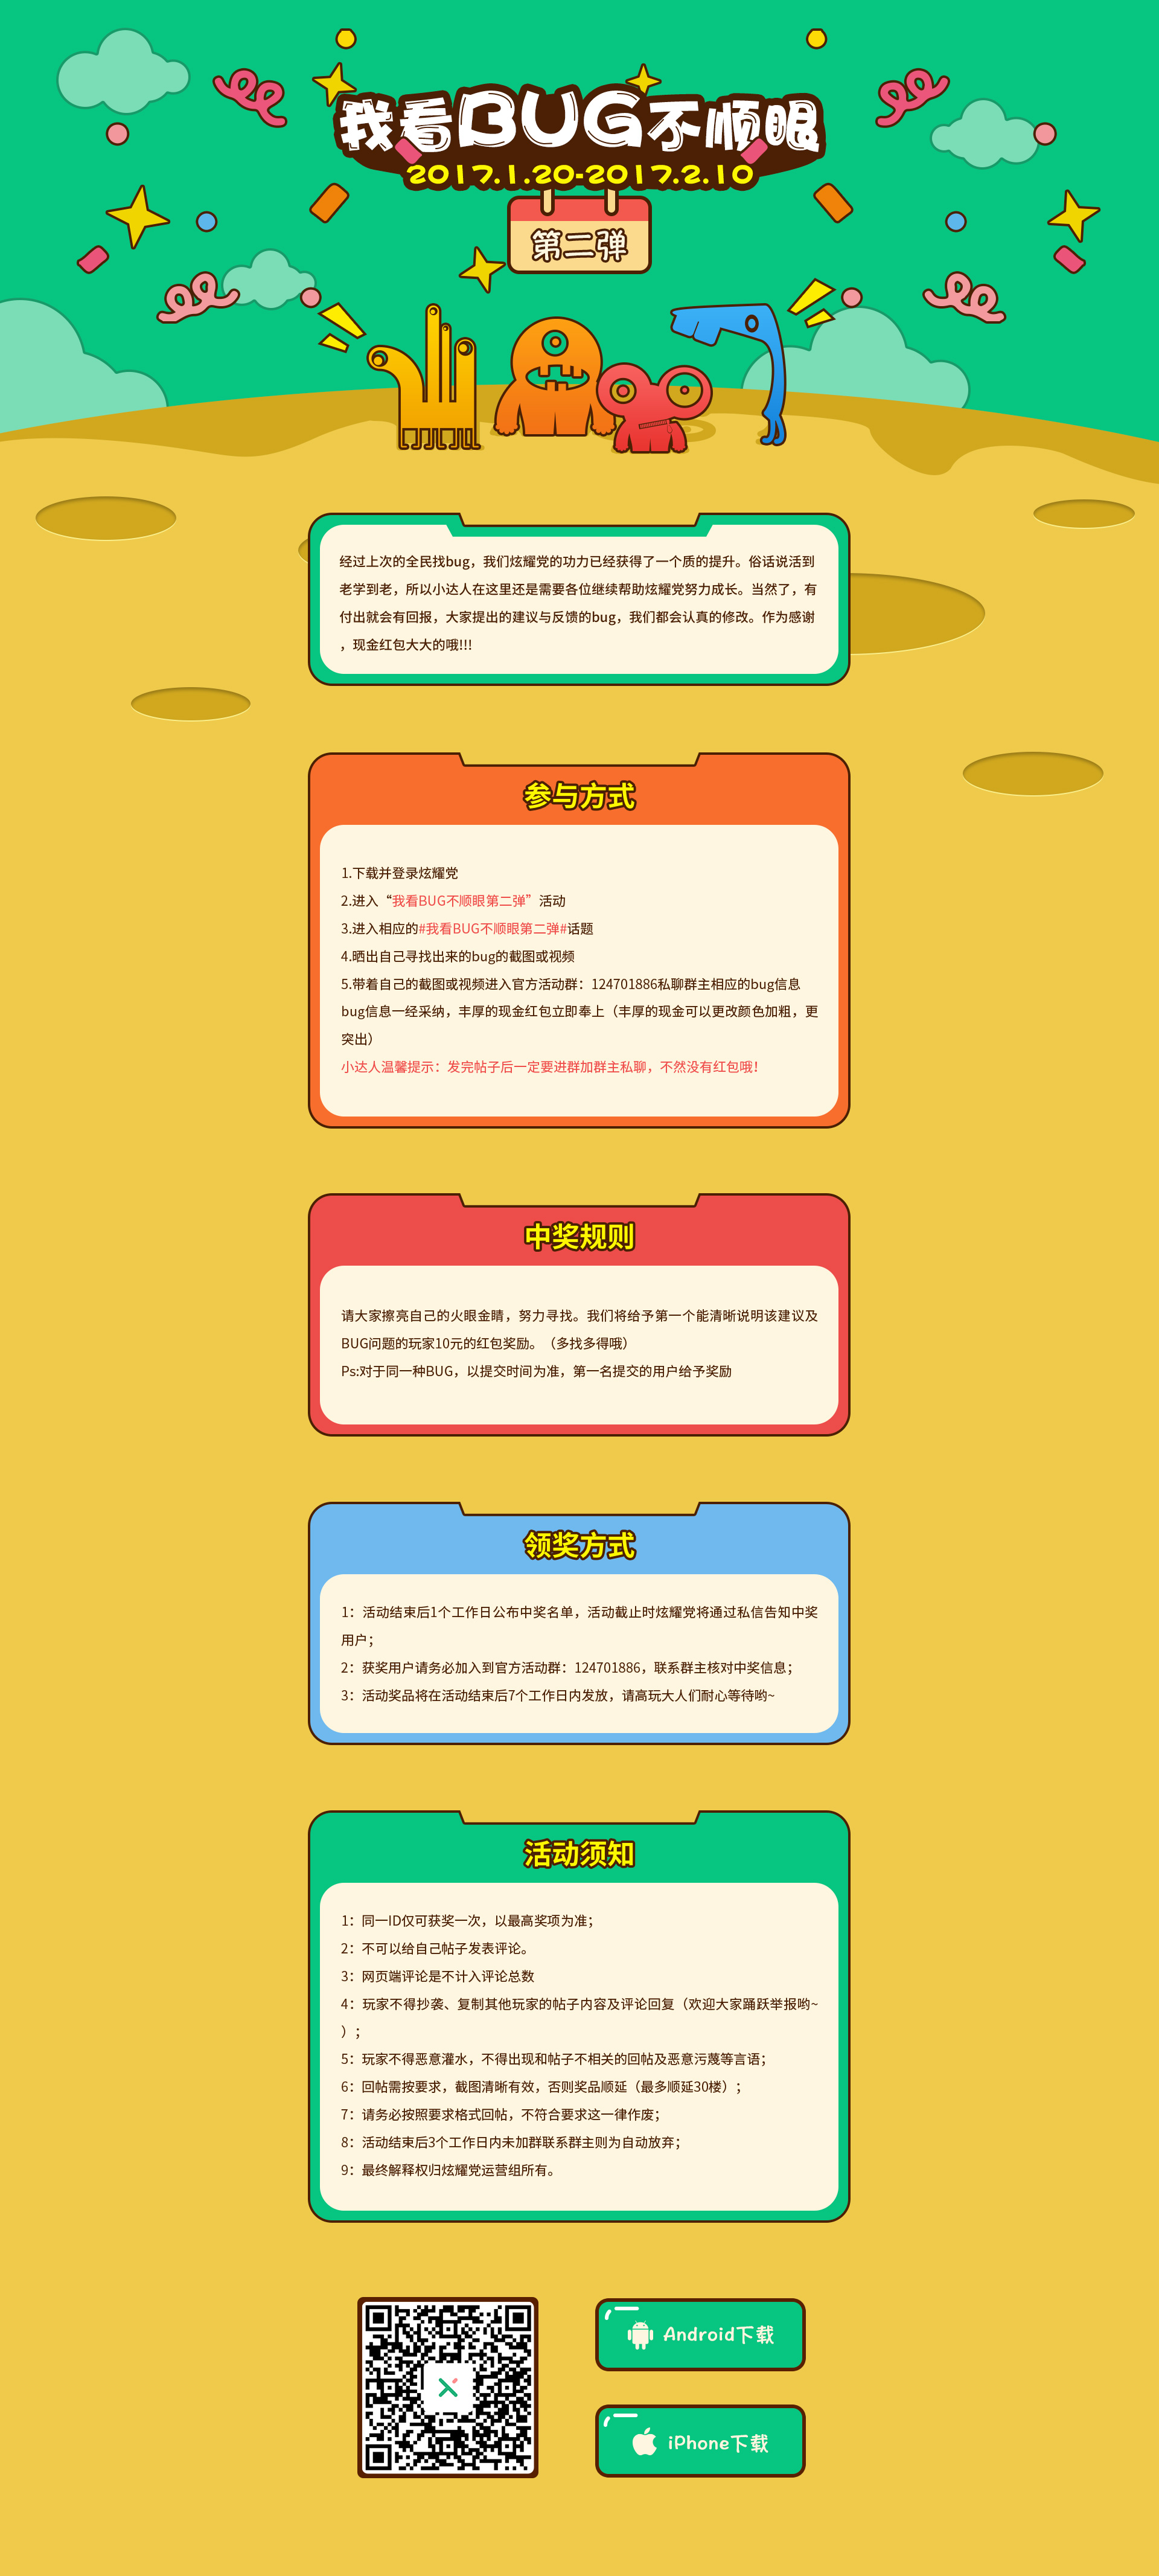 我看BUG不顺眼
2017.1.20-2017.2.10
第二弹
经过上次的全民找bug，我们炫耀党的功力已经获得了一个质的提升。俗话说活到
老学到老，所以小达人在这里还是需要各位继续帮助炫耀党努力成长。当然了，有
付出就会有回报，大家提出的建议与反馈的bug，我们都会认真的修改。作为感谢
，现金红包大大的哦!!!
参与方式
1.下载并登录炫耀党
2.进入“我看BUG不顺眼第二弹”活动
3.进入相应的#我看BUG不顺眼第二弹#话题
4.晒出自己寻找出来的bug的截图或视频
5.带着自己的截图或视频进入官方活动群：124701886私聊群主相应的bug信息
bug信息一经采纳，丰厚的现金红包立即奉上（丰厚的现金可以更改颜色加粗，更
突出）
小达人温馨提示：发完帖子后一定要进群加群主私聊，不然没有红包哦！
中奖规则
请大家擦亮自己的火眼金睛，努力寻找。我们将给予第一个能清晰说明该建议及
BUG问题的玩家10元的红包奖励。（多找多得哦）
Ps:对于同一种BUG，以提交时间为准，第一名提交的用户给予奖励
领奖方式
1：活动结束后1个工作日公布中奖名单，活动截止时炫耀党将通过私信告知中奖
用户；
2：获奖用户请务必加入到官方活动群：124701886，联系群主核对中奖信息；
3：活动奖品将在活动结束后7个工作日内发放，请高玩大人们耐心等待哟~
活动须知
1：同一ID仅可获奖一次，以最高奖项为准；
2：不可以给自己帖子发表评论。
3：网页端评论是不计入评论总数
4：玩家不得抄袭、复制其他玩家的帖子内容及评论回复（欢迎大家踊跃举报哟~
）；
5：玩家不得恶意灌水，不得出现和帖子不相关的回帖及恶意污蔑等言语；
6：回帖需按要求，截图清晰有效，否则奖品顺延（最多顺延30楼）；
7：请务必按照要求格式回帖，不符合要求这一律作废；
8：活动结束后3个工作日内未加群联系群主则为自动放弃；
9：最终解释权归炫耀党运营组所有。
Android下载
iPhone下载